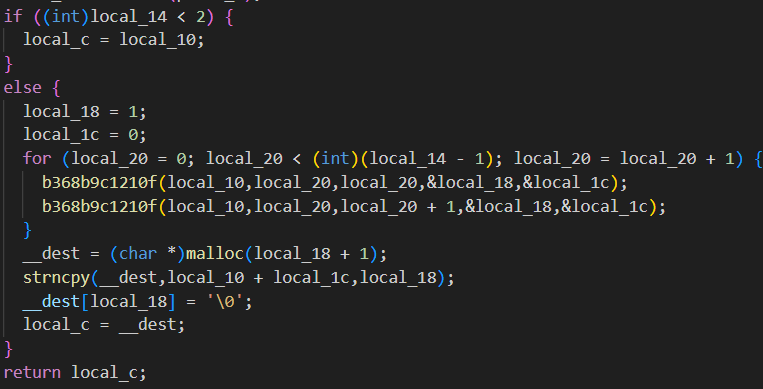 if ((int)local_14 < 2) {
local_c = local_10;
}
else {
local_18 = 1;
local_1c = 0;
for (local_20 = 0; local_20 < (int)(local_14 - 1); local_20 = local_20 + 1) {
b368b9c1210f(local_10,local_20,local_20,&local_18,&local_1c);
b368b9c1210f(local_10,local_20,local_20 + 1,&local_18,&local_1c);
}
__dest = (char *)malloc(local_18 + 1);
strncpy(__dest,local_10 + local_1c,local_18);
__dest[local_18] = '\0';
local_c = __dest;
}
return local_c;